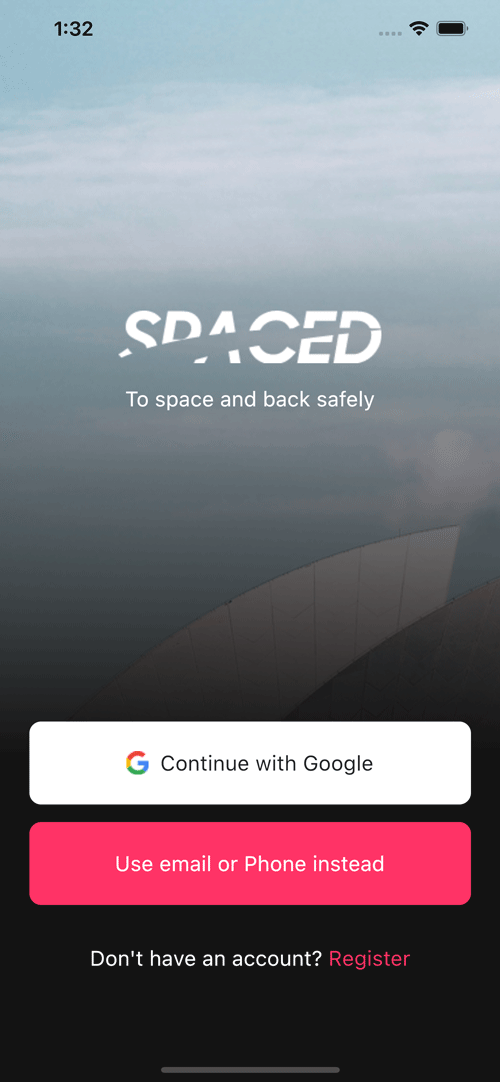 1:32
SPACED
To space and back safely
Continue with Google
Use email or Phone instead
Don't have an account? Register